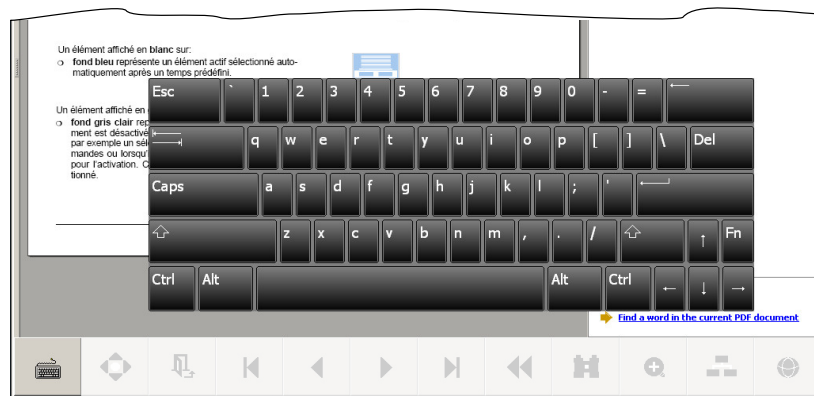 Un élément affiché en blanc sur:
fond bleu représente un élément actif sélectionné auto-
matiquement après un temps prédéfini.
Un élément affiché en
fond gris clair
ment est désactivé
par exemple un
mandes ou
pour l'activation.
tionné.
Esc ` 1 2 3 4 5 6 7 8 9 0 - = ←
q w e r t y u i o p [ ] \ Del
Caps a s d f g h j k l ; '
z x c v b n m , . / ↑ Fn
Ctrl Alt Alt Ctrl ← ↓ →
Find a word in the current PDF document